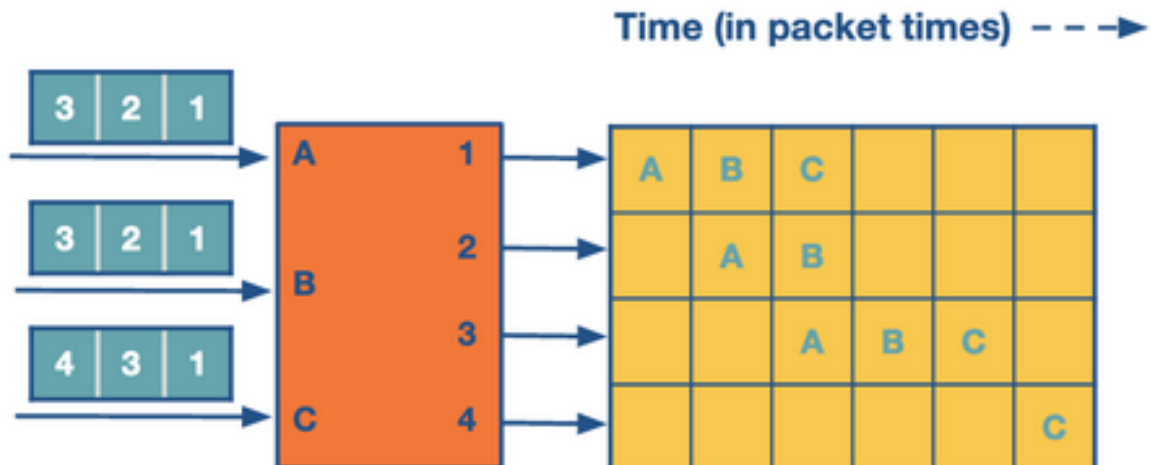 Time (in packet times)
3 2 1
A 1
A B C
3 2 1
2
A B
B
4 3 1
3
A B C
C 4
C